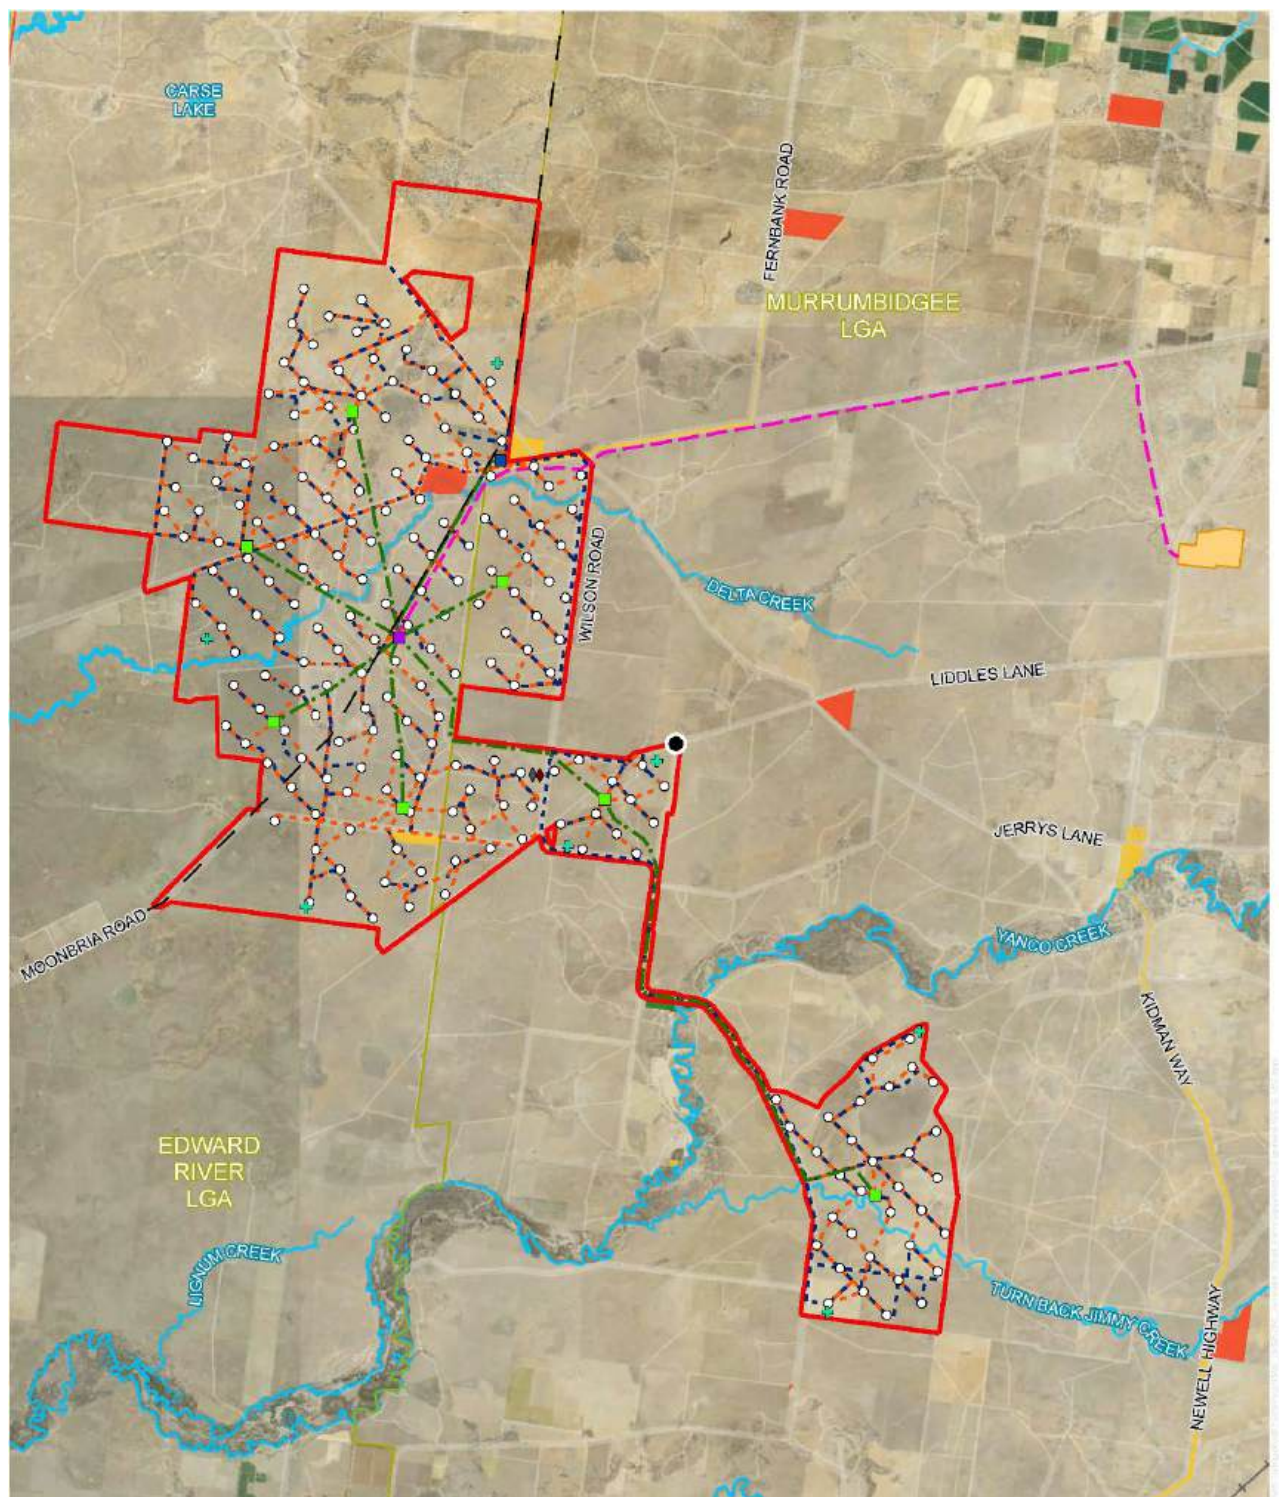 CARSE
LAKE
FERNBANK ROAD
MURRUMBIDGEE
LGA
WILSON ROAD
DELTA CREEK
LIDDLES LANE
JERRYS LANE
MOONBRIA ROAD
YANCO CREEK
KIDMAN WAY
EDWARD
RIVER
LGA
LIGNUM CREEK
TURN BACK JIMMY CREEK
NEWELL HIGHWAY